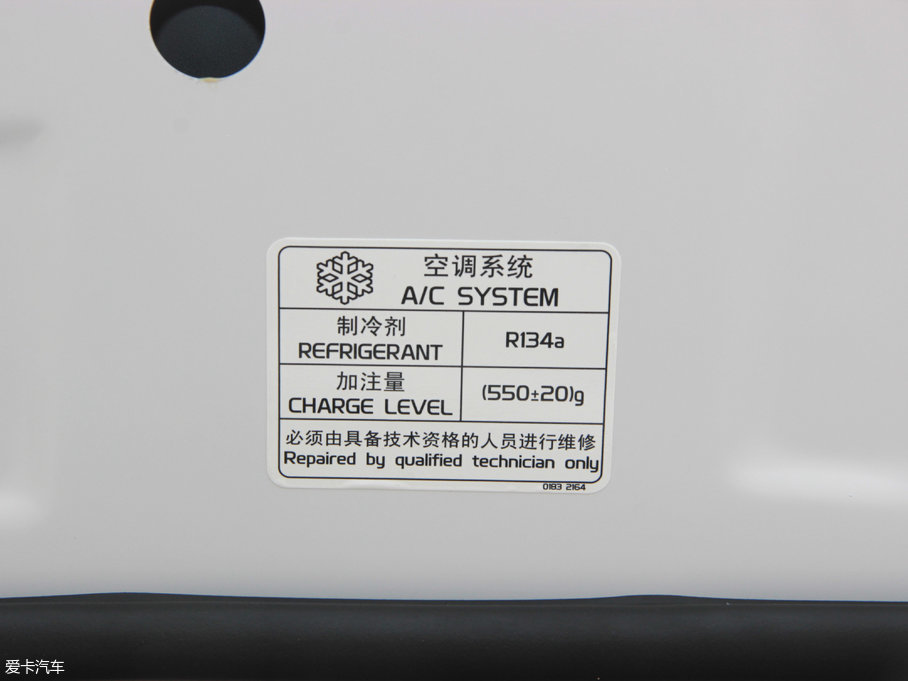 空调系统
A/C SYSTEM
制冷剂
REFRIGERANT
R134a
加注量
CHARGE LEVEL
(550±20)g
必须由具备技术资格的人员进行维修
Repaired by qualified technician only
0183 2164
爱卡汽车